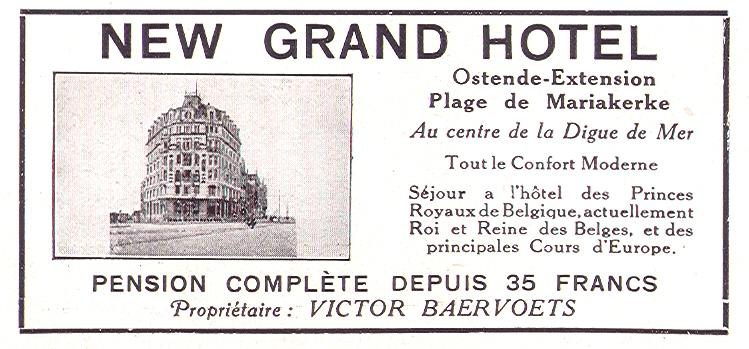 NEW GRAND HOTEL
Ostende-Extension
Plage de Mariakerke
Au centre de la Digue de Mer
Tout le Confort Moderne
Séjour a l'hôtel des Princes
Royaux de Belgique, actuellement
Roi et Reine des Belges, et des
principales Cours d'Europe.
PENSION COMPLÈTE DEPUIS 35 FRANCS
Propriétaire : VICTOR BAERVOETS